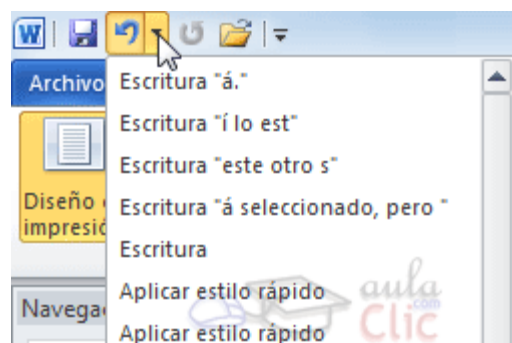 W
Archivo
Escritura "á."
Escritura "í lo est"
Escritura "este otro s"
Diseño
impresió
Escritura "á seleccionado, pero "
Escritura
Aplicar estilo rápido
Navega
Aplicar estilo rápido
aula
.com
Clic